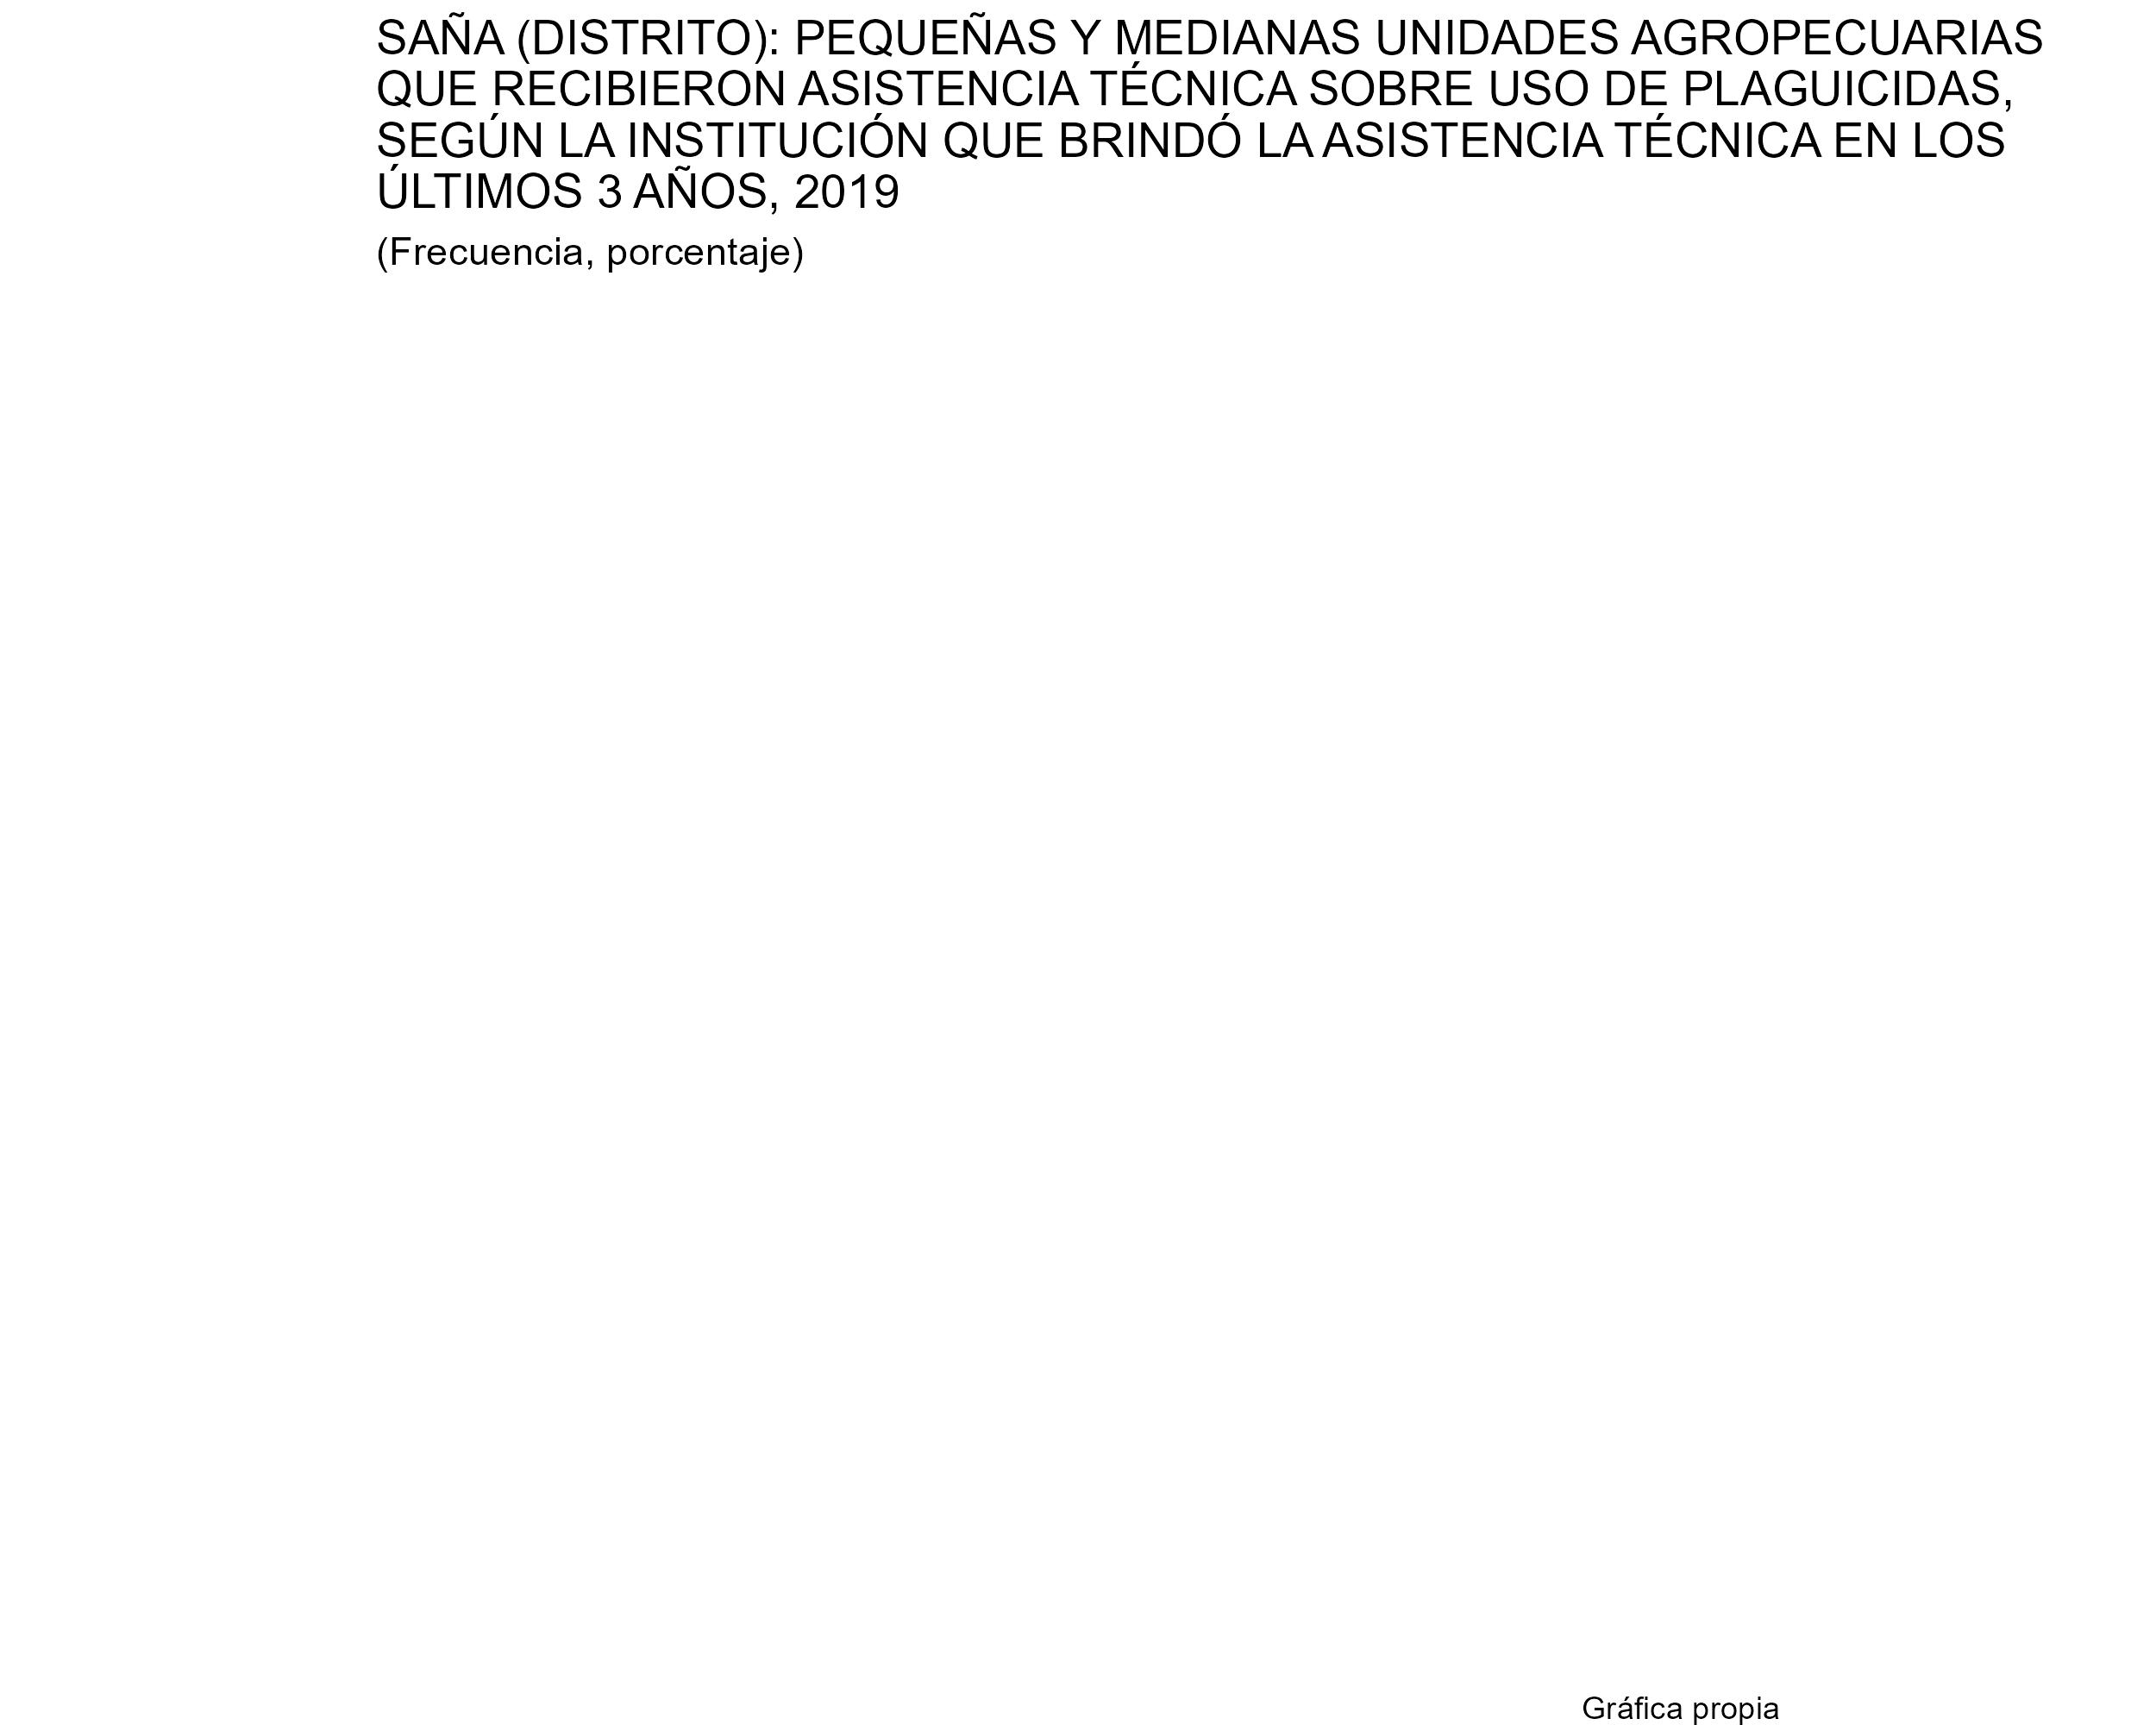 SAÑA (DISTRITO): PEQUEÑAS Y MEDIANAS UNIDADES AGROPECUARIAS
QUE RECIBIERON ASISTENCIA TÉCNICA SOBRE USO DE PLAGUICIDAS,
SEGÚN LA INSTITUCIÓN QUE BRINDÓ LA ASISTENCIA TÉCNICA EN LOS
ÚLTIMOS 3 AÑOS, 2019
(Frecuencia, porcentaje)
Gráfica propia